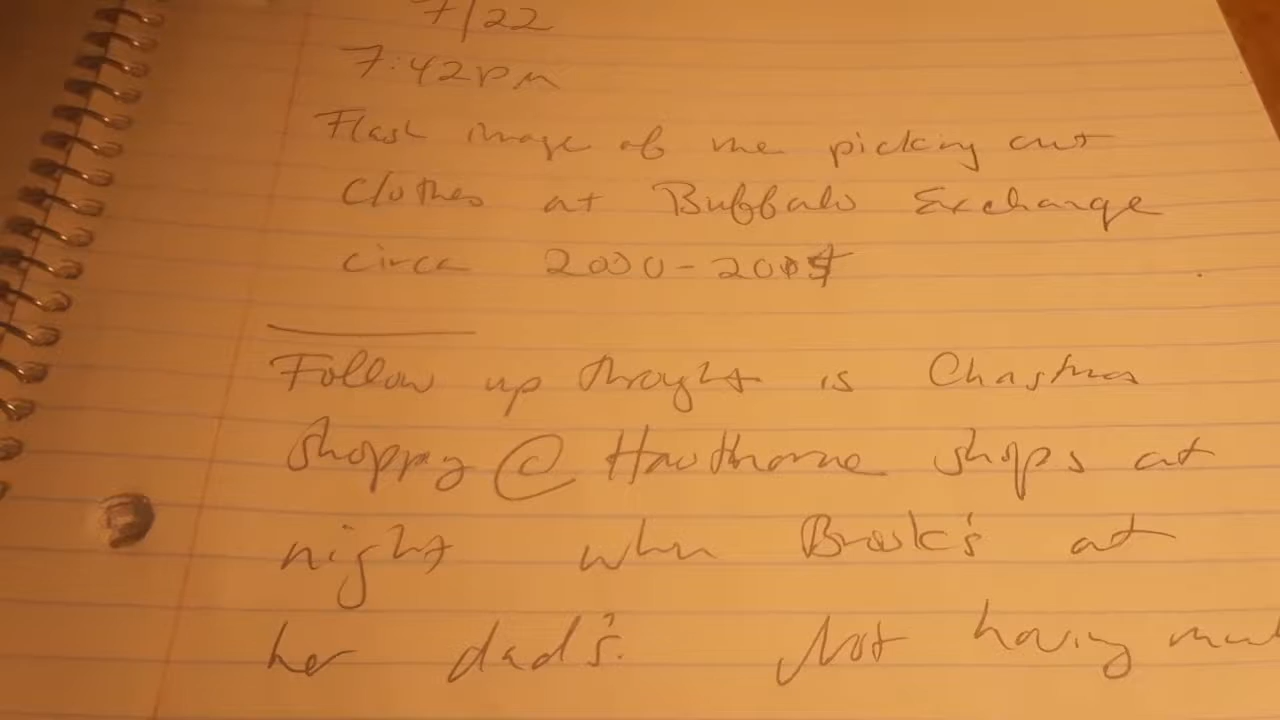 7/22
7:42pm
Flash image of me picking out
clothes at Buffalo Exchange
circa 2000-2005
Follow up thought is Christmas
shopping @ Hawthorne shops at
night when Brook's at
her dad's. Not having